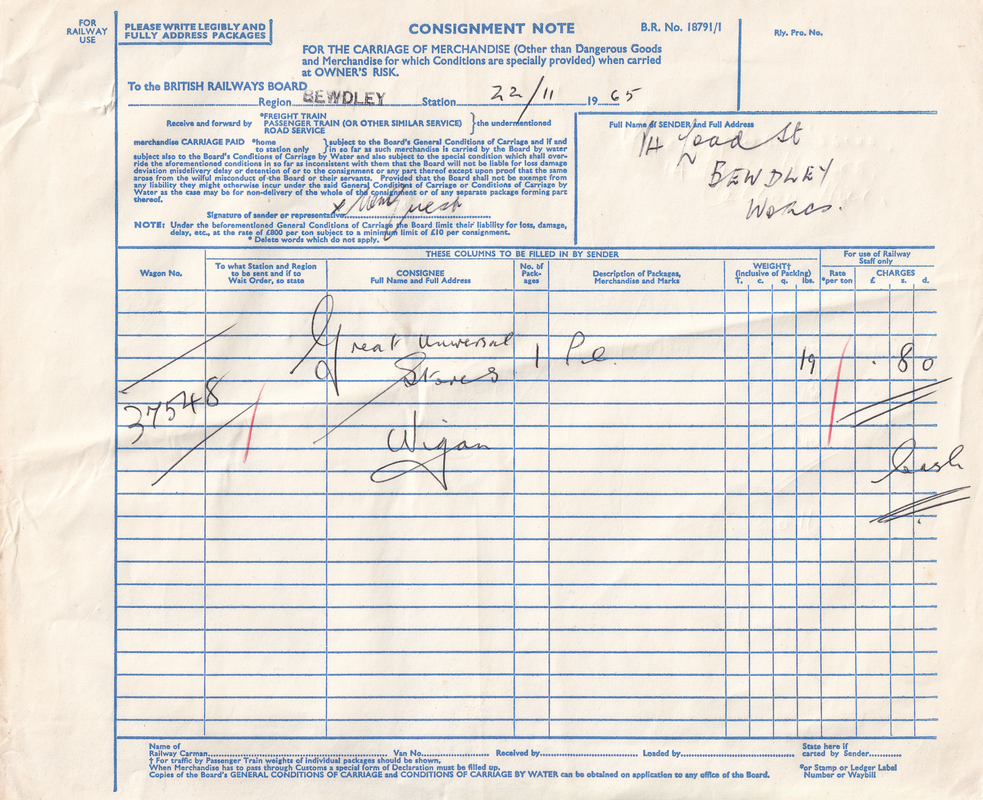 FOR RAILWAY USE
PLEASE WRITE LEGIBLY AND
FULLY ADDRESS PACKAGES
CONSIGNMENT NOTE
B.R. No. 18791/1
Rly. Pro. No.
FOR THE CARRIAGE OF MERCHANDISE (Other than Dangerous Goods
and Merchandise for which Conditions are specially provided) when carried
at OWNER'S RISK.
To the BRITISH RAILWAYS BOARD
Region BEWDLEY Station 22/11 19 65
Receive and forward by *FREIGHT TRAIN
PASSENGER TRAIN (OR OTHER SIMILAR SERVICE) } the undermentioned
ROAD SERVICE
merchandise CARRIAGE PAID *home } subject to the Board's General Conditions of Carriage and if and
to station only } in so far as such merchandise is carried by the Board by water
subject also to the Board's Conditions of Carriage by Water and also subject to the special condition which shall over-
ride the aforementioned conditions in so far as inconsistent with them that the Board will not be liable for loss damage
deviation misdelivery delay or detention of or to the consignment or any part thereof except upon proof that the same
arose from the wilful misconduct of the Board or their servants. Provided that the Board shall not be exempt from
any liability they might otherwise incur under the said General Conditions of Carriage or Conditions of Carriage by
Water as the case may be for non-delivery of the whole of the consignment or of any separate package forming part
thereof.
Signature of sender or representative x Guest
NOTE: Under the beforementioned General Conditions of Carriage the Board limit their liability for loss, damage,
delay, etc., at the rate of £800 per ton subject to a minimum limit of £10 per consignment.
* Delete words which do not apply.
Full Name of SENDER and Full Address
14 Load St
BEWDLEY
Worcs.
THESE COLUMNS TO BE FILLED IN BY SENDER
For use of Railway
Staff only
Wagon No.
To what Station and Region
to be sent and if to
Wait Order, so state
CONSIGNEE
Full Name and Full Address
No. of
Pack-
ages
Description of Packages,
Merchandise and Marks
WEIGHT†
(inclusive of Packing)
T. c. q. lbs.
Rate
*per ton
CHARGES
£ s. d.
Great Universal 1 Pcl. 19 . 8 0
Stores
37548
Wigan
Cash
Name of
Railway Carman Van No. Received by Loaded by
State here if
carted by Sender
† For traffic by Passenger Train weights of individual packages should be shown,
When Merchandise has to pass through Customs a special form of Declaration must be filled up.
Copies of the Board's GENERAL CONDITIONS OF CARRIAGE and CONDITIONS OF CARRIAGE BY WATER can be obtained on application to any office of the Board.
*or Stamp or Ledger Label
Number or Waybill